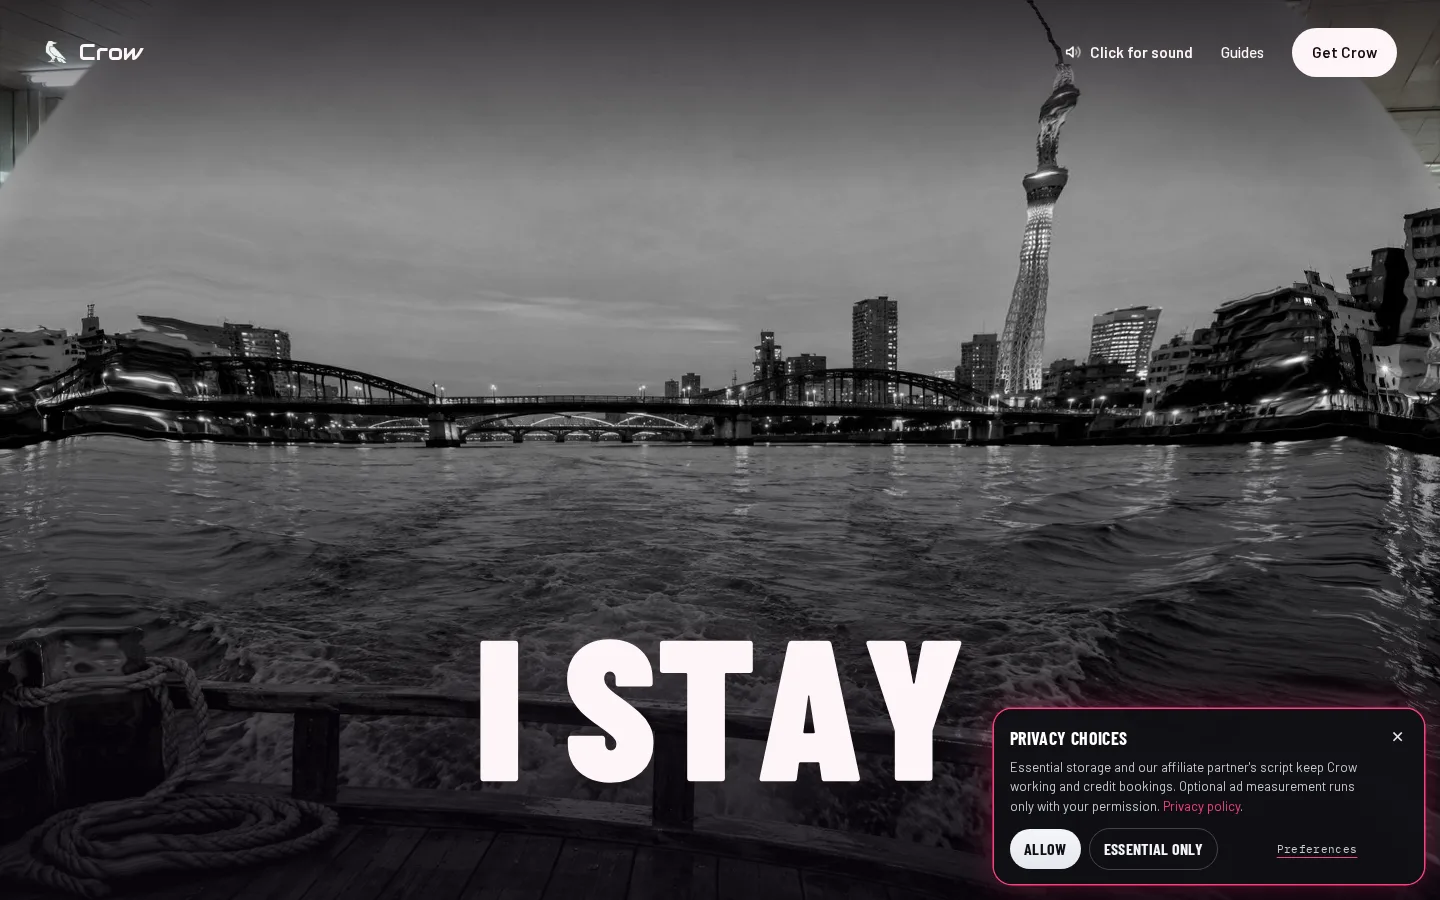 Crow
Click for sound
Guides
Get Crow
I STAY
PRIVACY CHOICES
Essential storage and our affiliate partner's script keep Crow
working and credit bookings. Optional ad measurement runs
only with your permission. Privacy policy.
ALLOW
ESSENTIAL ONLY
Preferences